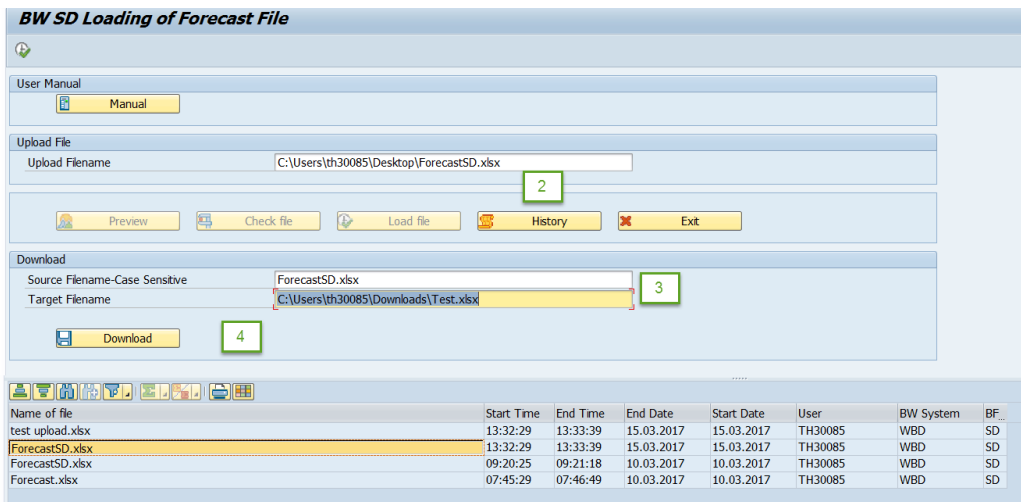 BW SD Loading of Forecast File
User Manual
Manual
Upload File
Upload Filename C:\Users\th30085\Desktop\ForecastSD.xlsx
2
Preview Check file Load file History Exit
Download
Source Filename-Case Sensitive ForecastSD.xlsx
3
Target Filename C:\Users\th30085\Downloads\Test.xlsx
Download 4
Name of file Start Time End Time End Date Start Date User BW System BF...
test upload.xlsx 13:32:29 13:33:39 15.03.2017 15.03.2017 TH30085 WBD SD
ForecastSD.xlsx 13:32:29 13:33:39 15.03.2017 15.03.2017 TH30085 WBD SD
ForecastSD.xlsx 09:20:25 09:21:18 10.03.2017 10.03.2017 TH30085 WBD SD
Forecast.xlsx 07:45:29 07:46:49 10.03.2017 10.03.2017 TH30085 WBD SD